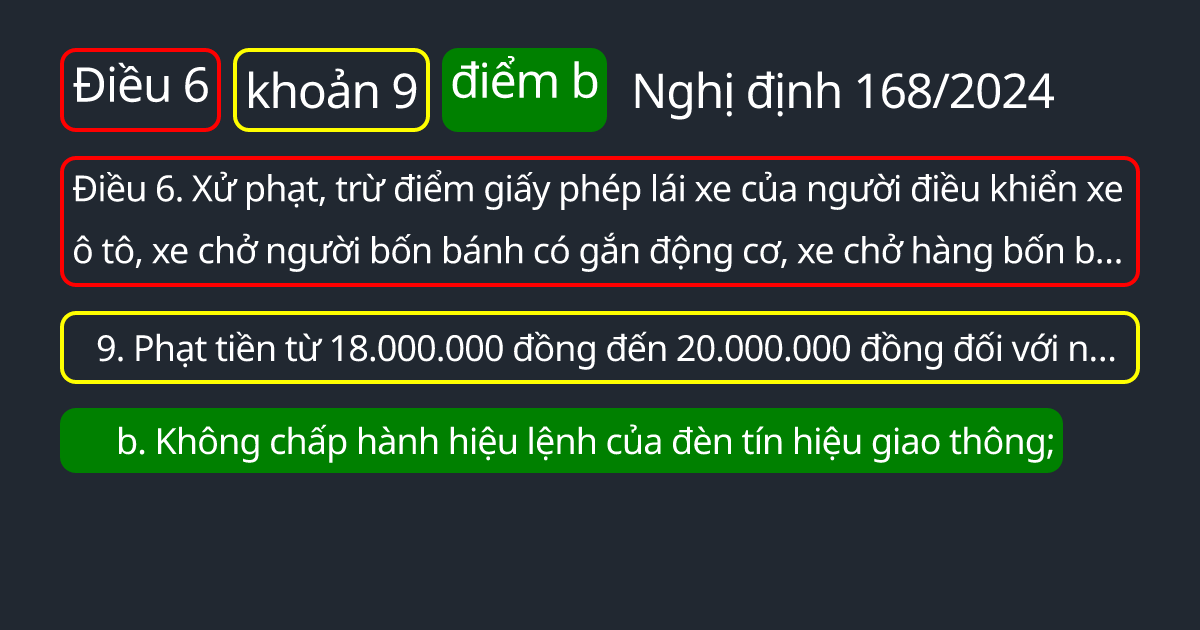 Điều 6 khoản 9 điểm b Nghị định 168/2024
Điều 6. Xử phạt, trừ điểm giấy phép lái xe của người điều khiển xe
ô tô, xe chở người bốn bánh có gắn động cơ, xe chở hàng bốn b...
9. Phạt tiền từ 18.000.000 đồng đến 20.000.000 đồng đối với n...
b. Không chấp hành hiệu lệnh của đèn tín hiệu giao thông;